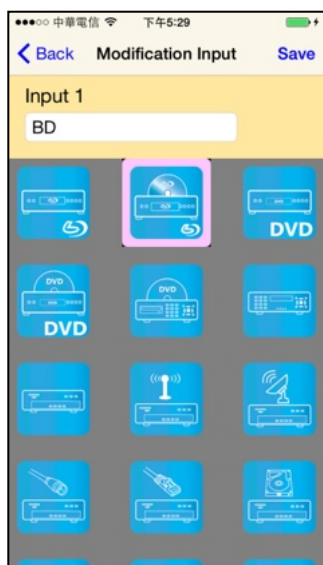 中華電信 下午5:29
Back Modification Input Save
Input 1
BD
DVD
DVD
DVD
DVD